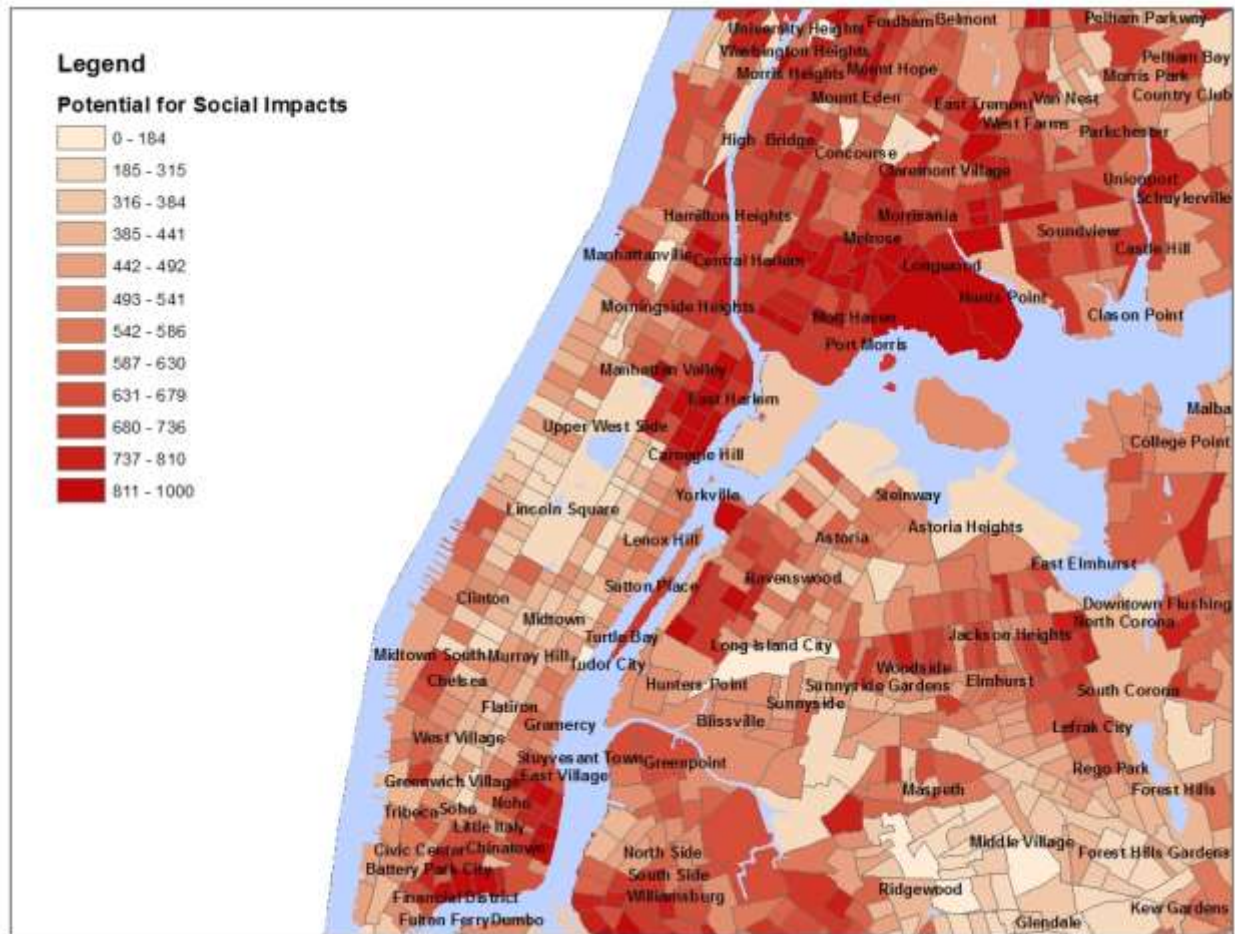 Legend
Potential for Social Impacts
0 - 184
185 - 315
316 - 384
385 - 441
442 - 492
493 - 541
542 - 586
587 - 630
631 - 679
680 - 736
737 - 810
811 - 1000
University Heights
Fordham
Belmont
Pelham Parkway
Washington Heights
Pelham Bay
Morris Heights
Mount Hope
Morris Park
Mount Eden
East Tremont
Van Nest
Country Club
West Farms
Parkchester
High Bridge
Concourse
Claremont Village
Unionport
Schuylerville
Hamilton Heights
Morrisania
Soundview
Manhattanville
Central Harlem
Melrose
Longwood
Castle Hill
Morningside Heights
Hunts Point
Mott Haven
Clason Point
Port Morris
Manhattan Valley
East Harlem
Malba
Upper West Side
College Point
Carnegie Hill
Yorkville
Steinway
Lincoln Square
Astoria Heights
Lenox Hill
Astoria
East Elmhurst
Sutton Place
Ravenswood
Clinton
Downtown Flushing
Midtown
North Corona
Turtle Bay
Long Island City
Jackson Heights
Midtown South
Murray Hill
Tudor City
Woodside
Chelsea
Hunters Point
Sunnyside Gardens
Elmhurst
South Corona
Flatiron
Sunnyside
Gramercy
Blissville
Lefrak City
West Village
Stuyvesant Town
Greenpoint
Rego Park
Greenwich Village
East Village
Maspeth
Forest Hills
Tribeca
Soho
Noho
Little Italy
Civic Center
Chinatown
North Side
Middle Village
Forest Hills Gardens
Battery Park City
South Side
Ridgewood
Financial District
Williamsburg
Kew Gardens
Fulton Ferry
Dumbo
Glendale